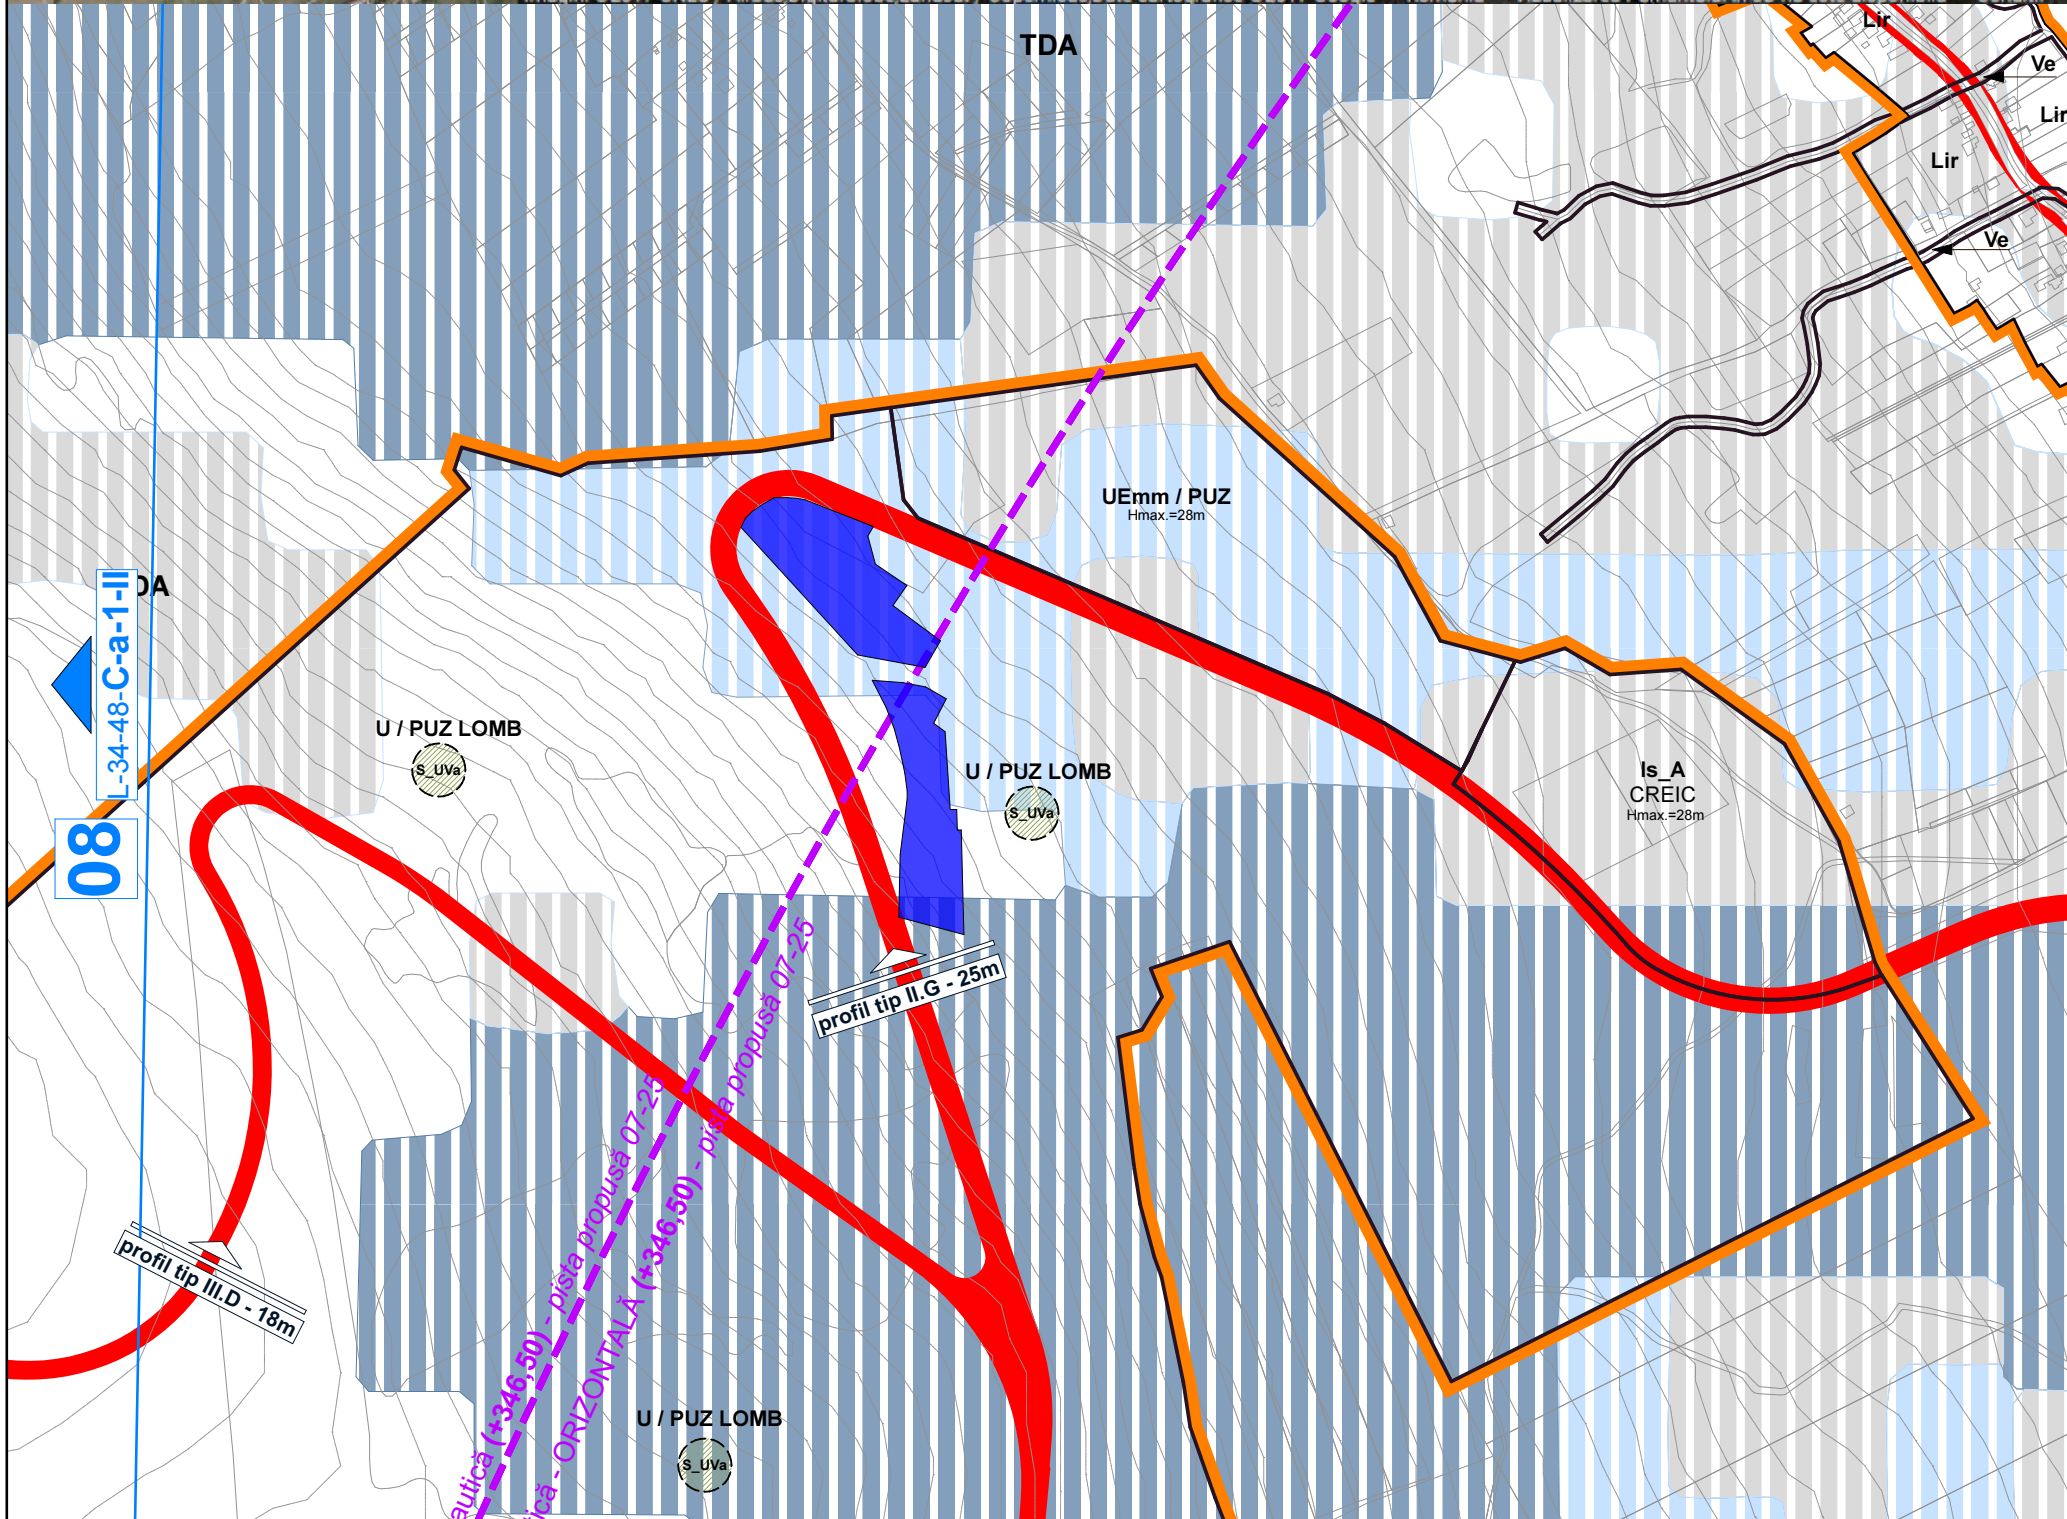 TDA
Lir
Ve
Lir
Lir
Ve
UEmm / PUZ
Hmax.=28m
DA
L-34-48-C-a-1-II
08
U / PUZ LOMB
S_UVa
U / PUZ LOMB
S_UVa
Is_A
CREIC
Hmax.=28m
profil tip II.G - 25m
profil tip III.D - 18m
autică (+346,50) - pista propusă 07-25
ică - ORIZONTALĂ (+346,50) - pista propusă 07-25
U / PUZ LOMB
S_UVa